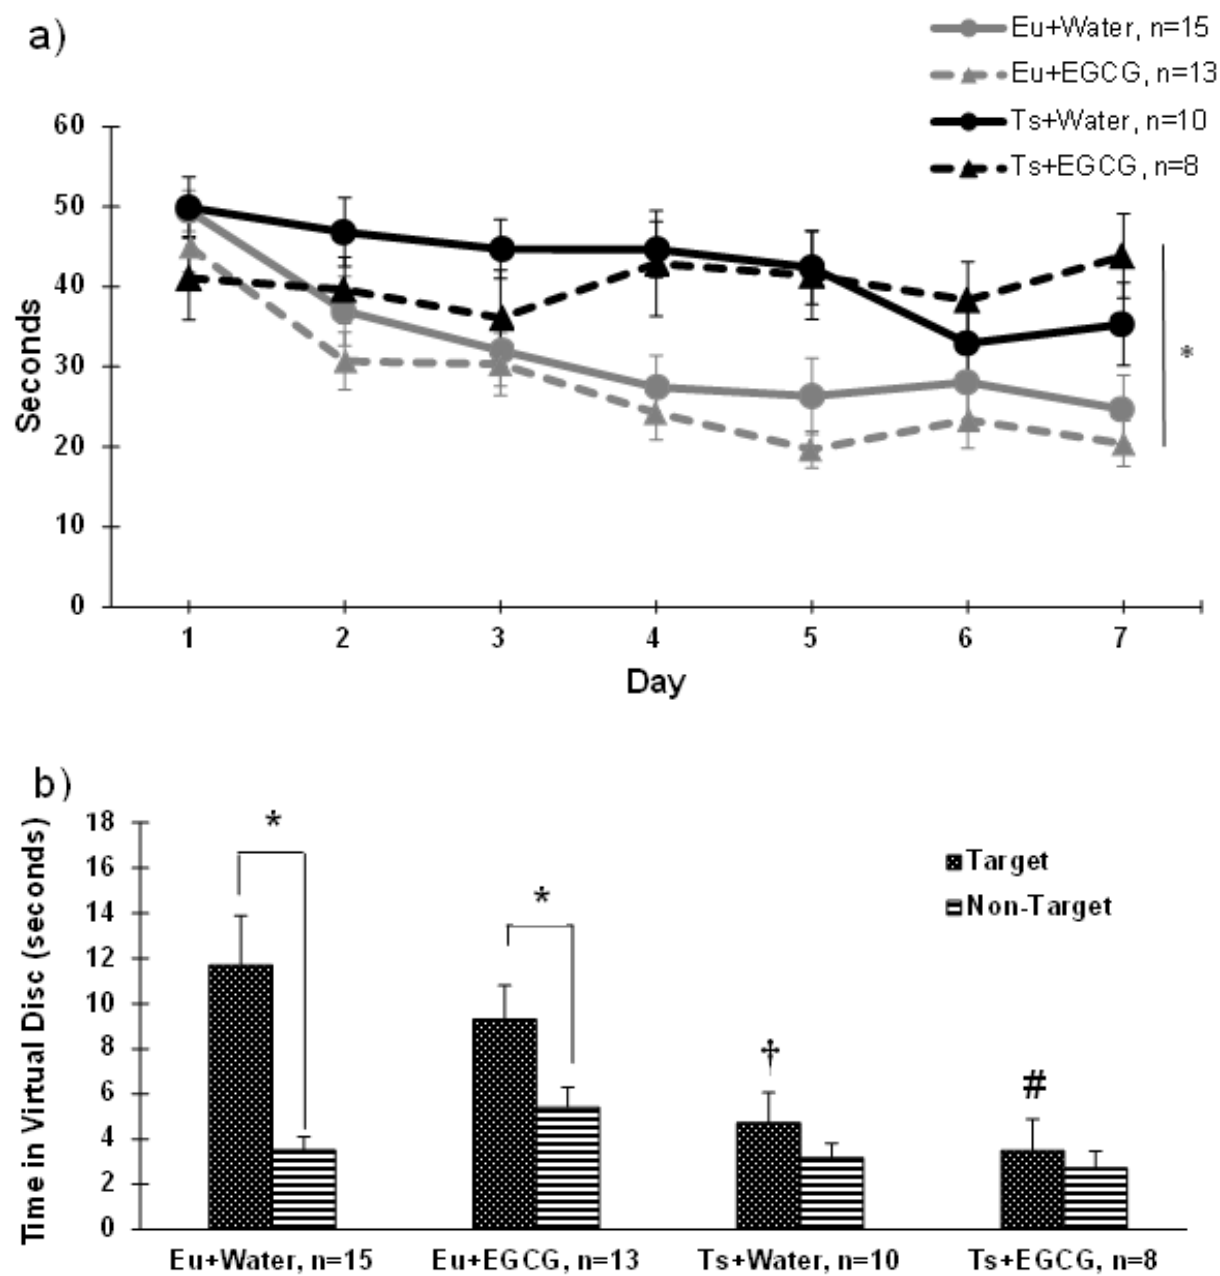 a)
Eu+Water, n=15
Eu+EGCG, n=13
Ts+Water, n=10
Ts+EGCG, n=8
Seconds
60
50
40
30
20
10
0
*
1 2 3 4 5 6 7
Day
b)
Time in Virtual Disc (seconds)
18
16
14
12
10
8
6
4
2
0
*
*
†
#
Target
Non-Target
Eu+Water, n=15 Eu+EGCG, n=13 Ts+Water, n=10 Ts+EGCG, n=8